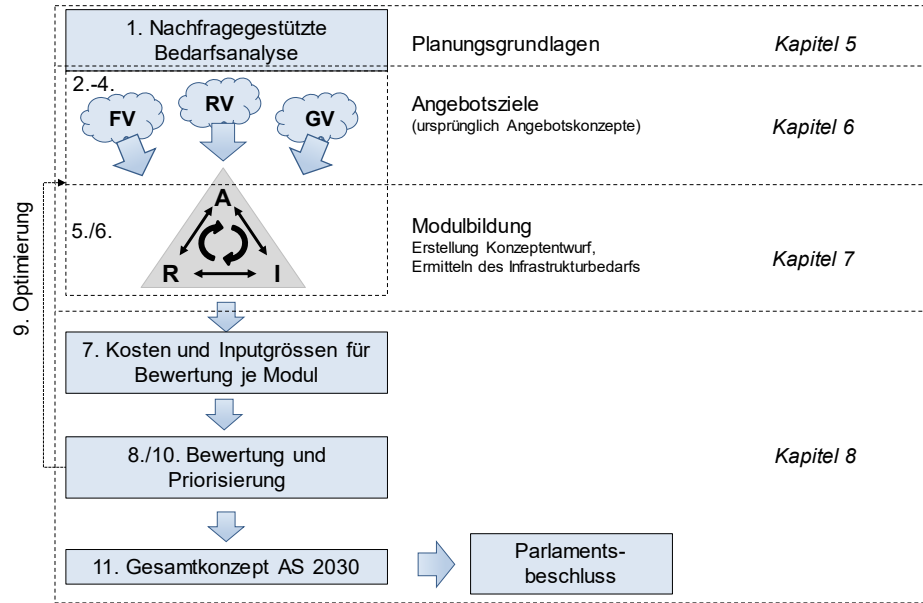 1. Nachfragegestützte
Bedarfsanalyse
Planungsgrundlagen
Kapitel 5
2.-4.
FV
RV
GV
Angebotsziele
(ursprünglich Angebotskonzepte)
Kapitel 6
9. Optimierung
5./6.
A
R
I
Modulbildung
Erstellung Konzeptentwurf,
Ermitteln des Infrastrukturbedarfs
Kapitel 7
7. Kosten und Inputgrössen für
Bewertung je Modul
8./10. Bewertung und
Priorisierung
Kapitel 8
11. Gesamtkonzept AS 2030
Parlaments-
beschluss